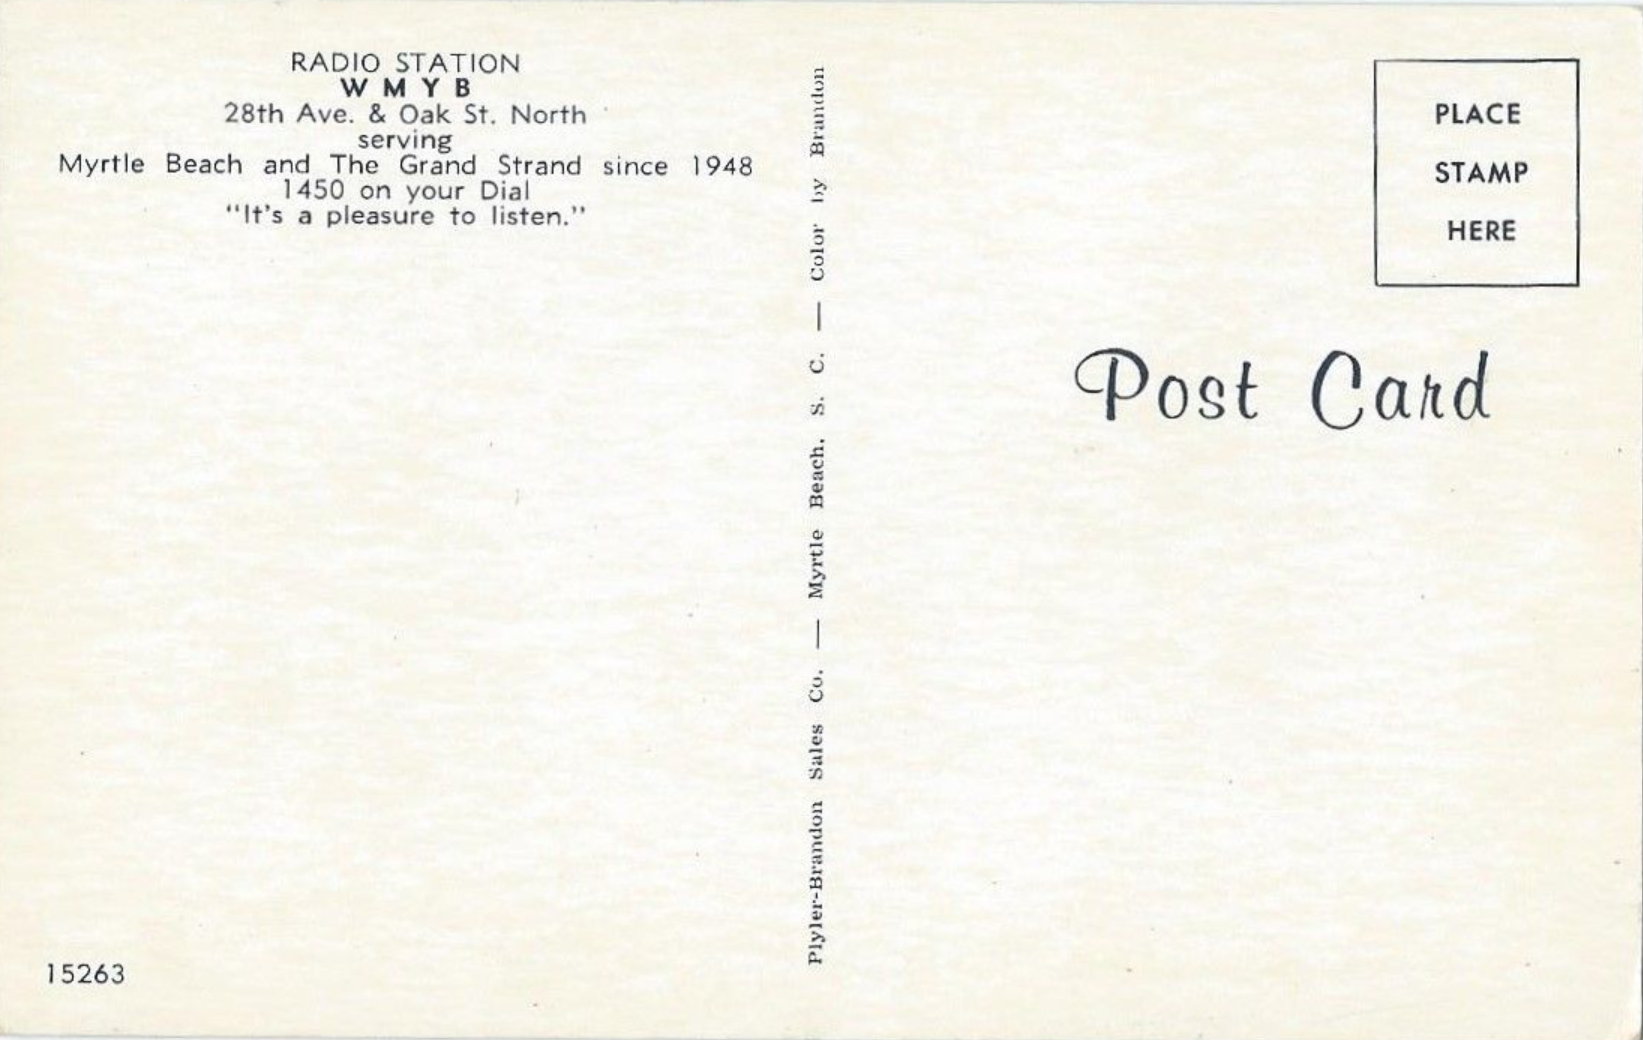 RADIO STATION
W M Y B
28th Ave. & Oak St. North
serving
Myrtle Beach and The Grand Strand since 1948
1450 on your Dial
"It's a pleasure to listen."
15263
Plyler-Brandon Sales Co. — Myrtle Beach, S. C. — Color by Brandon
PLACE
STAMP
HERE
Post Card